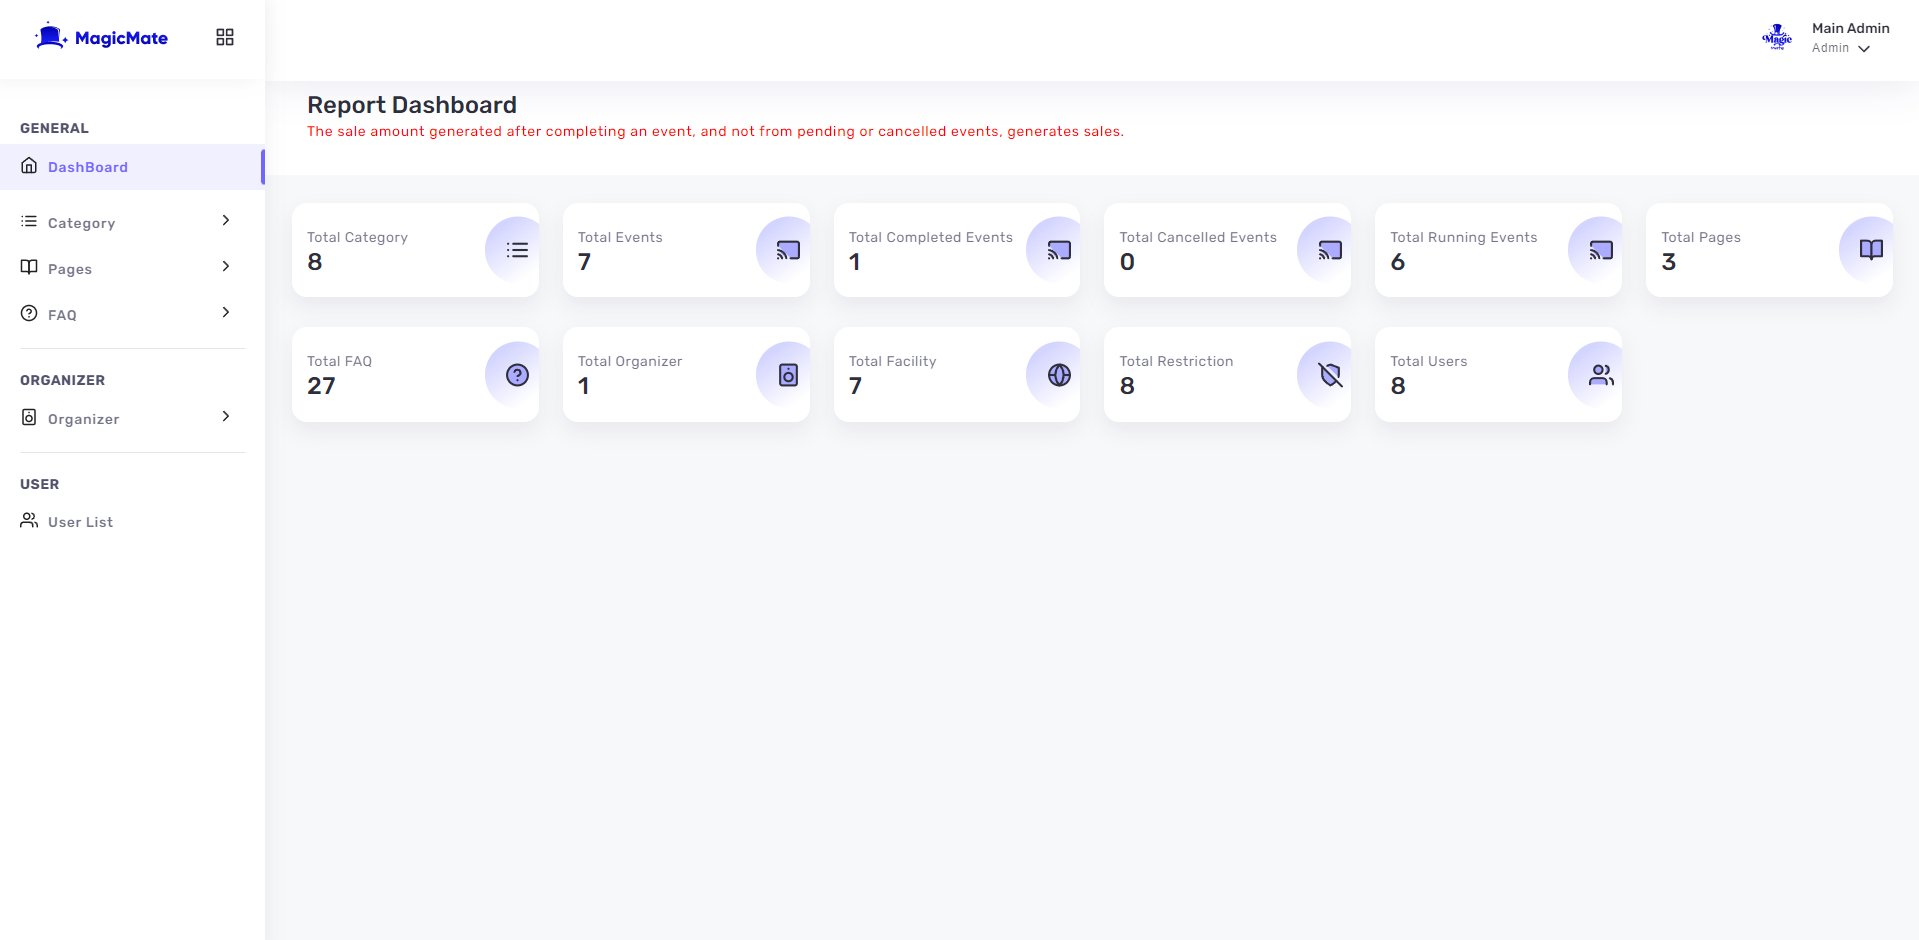 MagicMate
Magic
Main Admin
Admin
GENERAL
DashBoard
Category
Pages
FAQ
ORGANIZER
Organizer
USER
User List
Report Dashboard
The sale amount generated after completing an event, and not from pending or cancelled events, generates sales.
Total Category
8
Total Events
7
Total Completed Events
1
Total Cancelled Events
0
Total Running Events
6
Total Pages
3
Total FAQ
27
Total Organizer
1
Total Facility
7
Total Restriction
8
Total Users
8